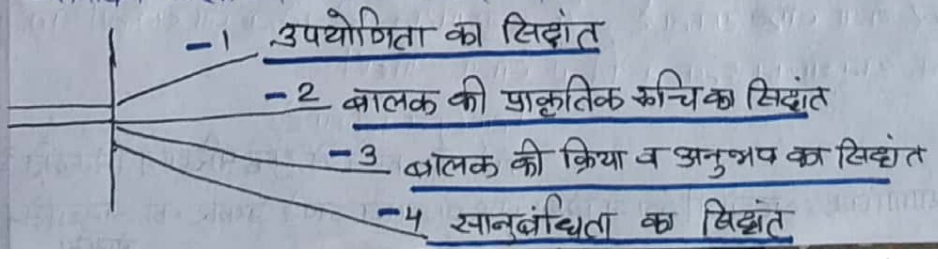 -1 उपयोगिता का सिद्धांत
-2 बालक की प्राकृतिक रुचि का सिद्धांत
-3 बालक की क्रिया व अनुभव का सिद्धांत
-4 सानुबंधिता का सिद्धांत